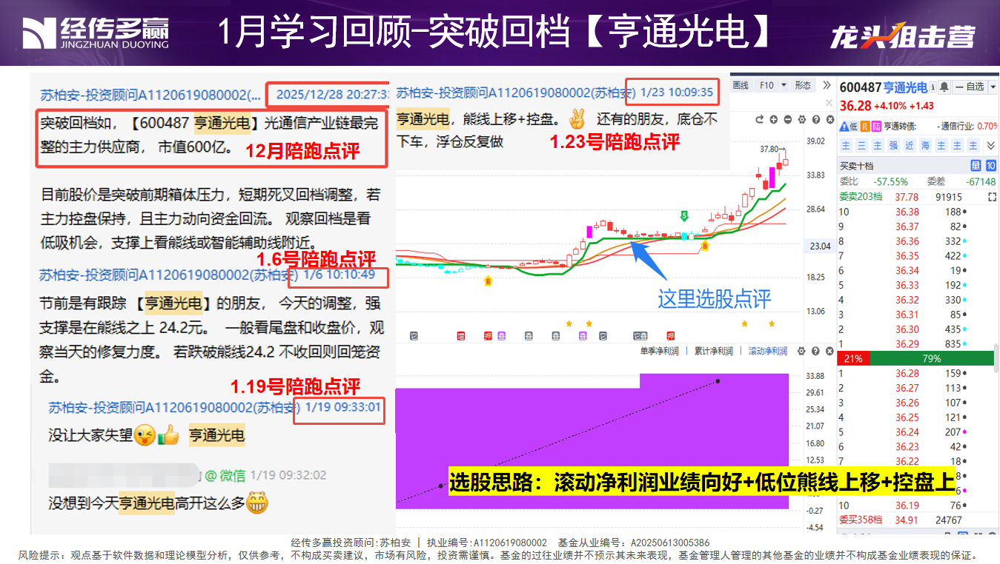 经传多赢
JINGZHUAN DUOYING
1月学习回顾-突破回档【亨通光电】
龙头狙击营
苏柏安-投资顾问A1120619080002(... 2025/12/28 20:27:33
突破回档如，【600487 亨通光电】光通信产业链最完
整的主力供应商， 市值600亿。
12月陪跑点评
目前股价是突破前期箱体压力，短期死叉回档调整，若
主力控盘保持，且主力动向资金回流。 观察回档是看
低吸机会，支撑上看能线或智能辅助线附近。
1.6号陪跑点评
苏柏安-投资顾问A1120619080002(苏柏安) 1/6 10:10:49
节前是有跟踪 【亨通光电】的朋友， 今天的调整，强
支撑是在能线之上 24.2元。 一般看尾盘和收盘价，观
察当天的修复力度。 若跌破能线24.2 不收回则回笼资
金。
1.19号陪跑点评
苏柏安-投资顾问A1120619080002(苏柏安) 1/19 09:33:01
没让大家失望😜👍 亨通光电
@微信 1/19 09:32:02
没想到今天亨通光电高开这么多😁
苏柏安-投资顾问A1120619080002(苏柏安) 1/23 10:09:35
亨通光电，能线上移+控盘。✌ 还有的朋友，底仓不
下车，浮仓反复做
1.23号陪跑点评
画线 F10 形态
39.02
37.80
33.83
28.64
23.04
18.25
13.06
S
B
B
这里选股点评
单季净利润 累计净利润 滚动净利润
33.88
29.61
25.34
21.07
16.80
12.53
-0.27
-4.54
选股思路：滚动净利润业绩向好+低位熊线上移+控盘上
600487 亨通光电 自选
36.28 +4.10% +1.43
低 R 陆 亨通转债: - 通信行业: 0.70%
主 三 主 强 近 海 主 主 主
买卖十档 10
委比 -57.55% 委差 -67148
委卖203档 37.78 91915
10 36.38 188
9 36.37 82
8 36.36 332
7 36.35 422
6 36.34 19
5 36.33 192
4 36.32 330
3 36.31 85
2 36.30 435
1 36.29 835
21% 79%
1 36.28 159
2 36.27 113
3 36.26 107
4 36.25 121
5 36.24 207
6 36.23 42
7 36.22 18
10 36.19 76
委买358档 34.91 24767
经传多赢投资顾问:苏柏安 | 执业编号:A1120619080002 基金从业编号: A20250613005386
风险提示：观点基于软件数据和理论模型分析，仅供参考，不构成买卖建议，市场有风险，投资需谨慎。基金的过往业绩并不预示其未来表现，基金管理人管理的其他基金的业绩并不构成基金业绩表现的保证。